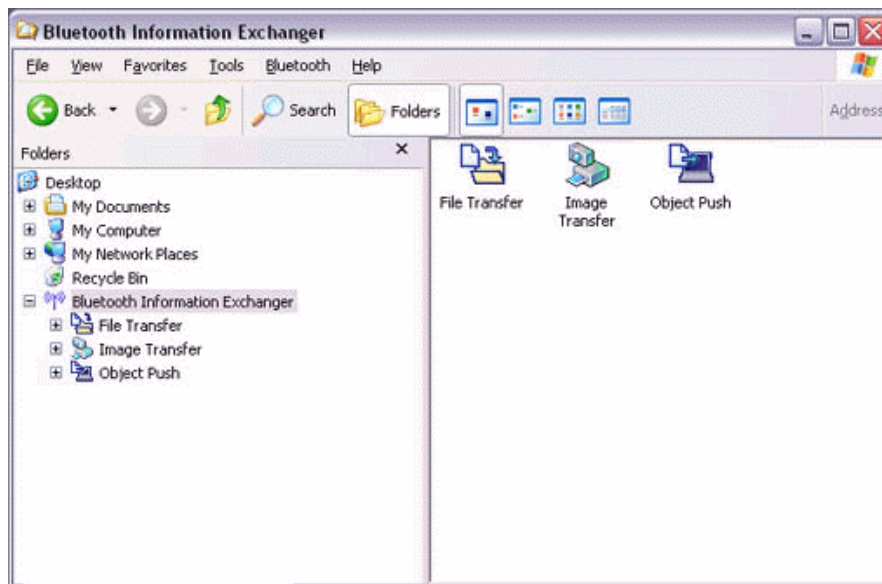 Bluetooth Information Exchanger
File View Favorites Tools Bluetooth Help
Back Search Folders Address
Folders
Desktop
My Documents
My Computer
My Network Places
Recycle Bin
Bluetooth Information Exchanger
File Transfer
Image Transfer
Object Push
File Transfer
Image
Transfer
Object Push